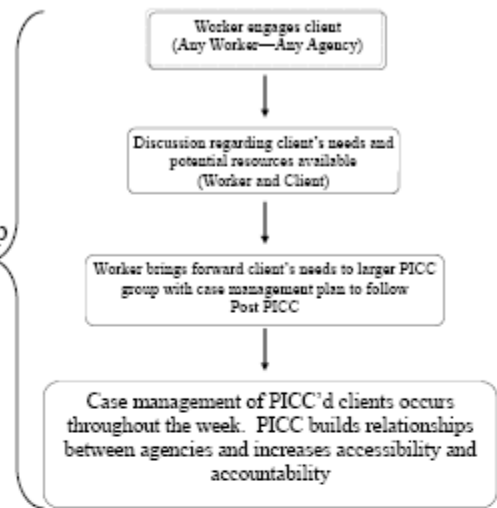 Worker engages client
(Any Worker—Any Agency)
Discussion regarding client's needs and
potential resources available
(Worker and Client)
p
Worker brings forward client's needs to larger PICC
group with case management plan to follow
Post PICC
Case management of PICC'd clients occurs
throughout the week. PICC builds relationships
between agencies and increases accessibility and
accountability